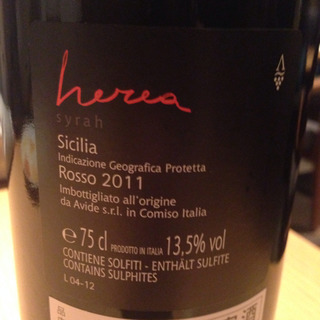 herea
syrah
Sicilia
Indicazione Geografica Protetta
Rosso 2011
Imbottigliato all'origine
da Avide s.r.l. in Comiso Italia
e 75 cl PRODOTTO IN ITALIA 13,5% vol
CONTIENE SOLFITI - ENTHÄLT SULFITE
CONTAINS SULPHITES
L 04-12